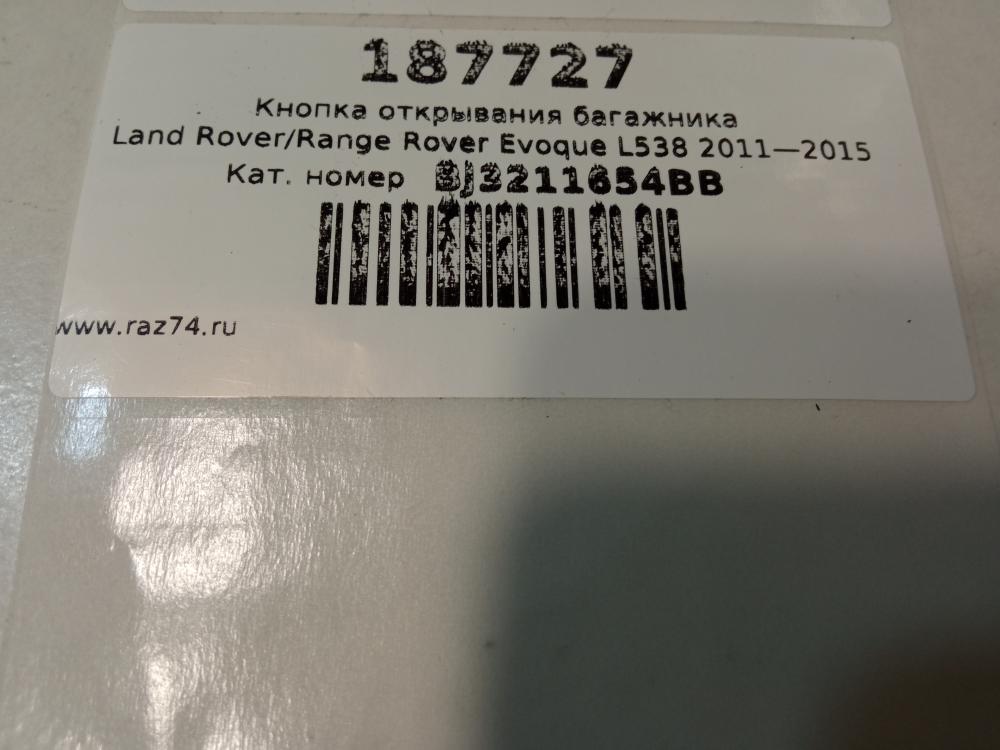 187727
Кнопка открывания багажника
Land Rover/Range Rover Evoque L538 2011—2015
Кат. номер BJ3211654BB
www.raz74.ru